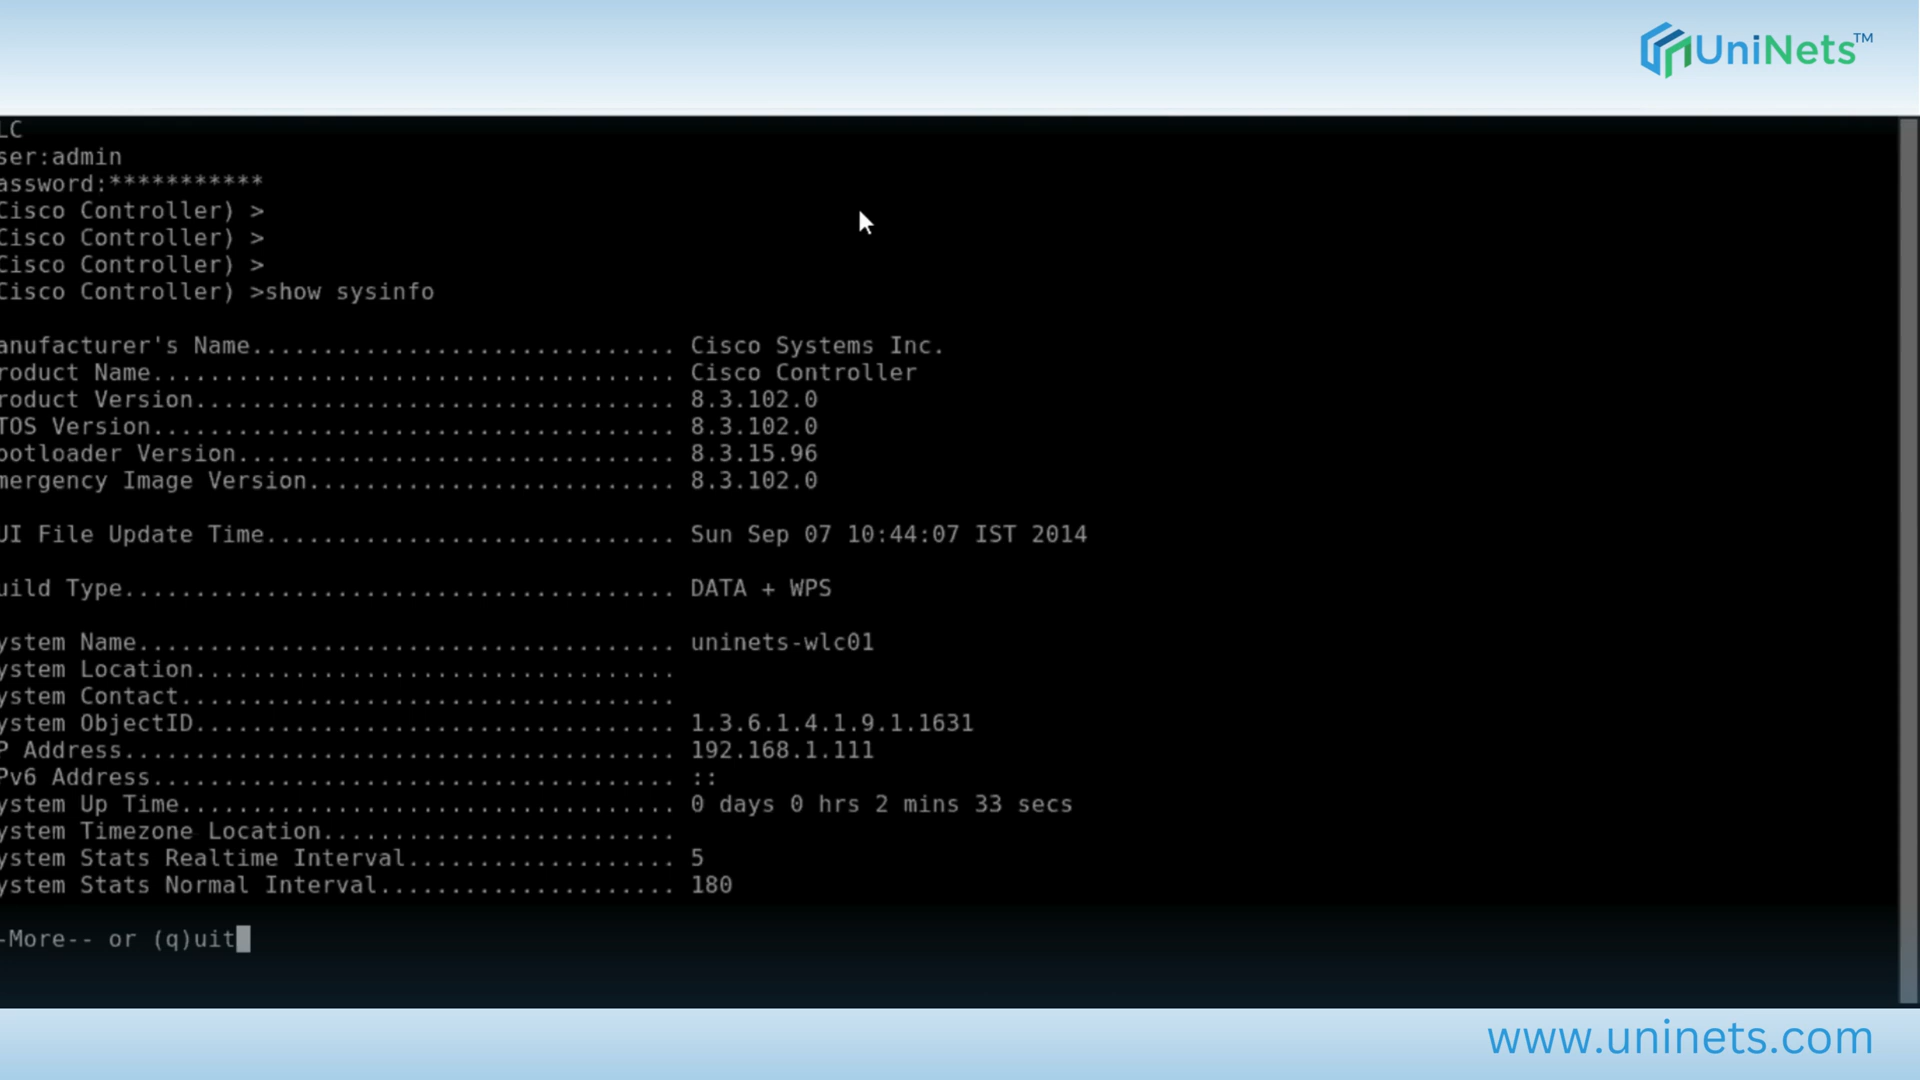 UniNets™
LC
ser:admin
assword:***********
Cisco Controller) >
Cisco Controller) >
Cisco Controller) >
Cisco Controller) >show sysinfo
anufacturer's Name.............................. Cisco Systems Inc.
roduct Name..................................... Cisco Controller
roduct Version.................................. 8.3.102.0
TOS Version..................................... 8.3.102.0
ootloader Version............................... 8.3.15.96
mergency Image Version.......................... 8.3.102.0
UI File Update Time............................. Sun Sep 07 10:44:07 IST 2014
uild Type....................................... DATA + WPS
ystem Name...................................... uninets-wlc01
ystem Location..................................
ystem Contact...................................
ystem ObjectID.................................. 1.3.6.1.4.1.9.1.1631
P Address....................................... 192.168.1.111
Pv6 Address..................................... ::
ystem Up Time................................... 0 days 0 hrs 2 mins 33 secs
ystem Timezone Location.........................
ystem Stats Realtime Interval................... 5
ystem Stats Normal Interval..................... 180
-More-- or (q)uit
www.uninets.com